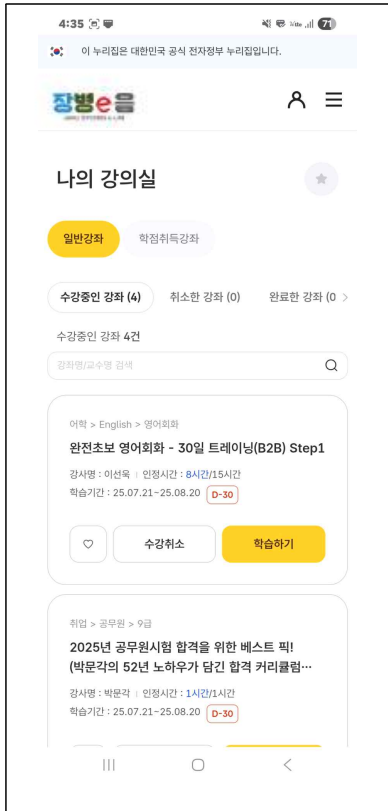 4:35
71
이 누리집은 대한민국 공식 전자정부 누리집입니다.
장병e음
나의 강의실
일반강좌
학점취득강좌
수강중인 강좌 (4)
취소한 강좌 (0)
완료한 강좌 (0
수강중인 강좌 4건
강좌명/교수명 검색
어학 > English > 영어회화
완전초보 영어회화 - 30일 트레이닝(B2B) Step1
강사명 : 이선욱 | 인정시간 : 8시간/15시간
학습기간 : 25.07.21~25.08.20 D-30
수강취소
학습하기
취업 > 공무원 > 9급
2025년 공무원시험 합격을 위한 베스트 픽!
(박문각의 52년 노하우가 담긴 합격 커리큘럼…
강사명 : 박문각 | 인정시간 : 1시간/1시간
학습기간 : 25.07.21~25.08.20 D-30